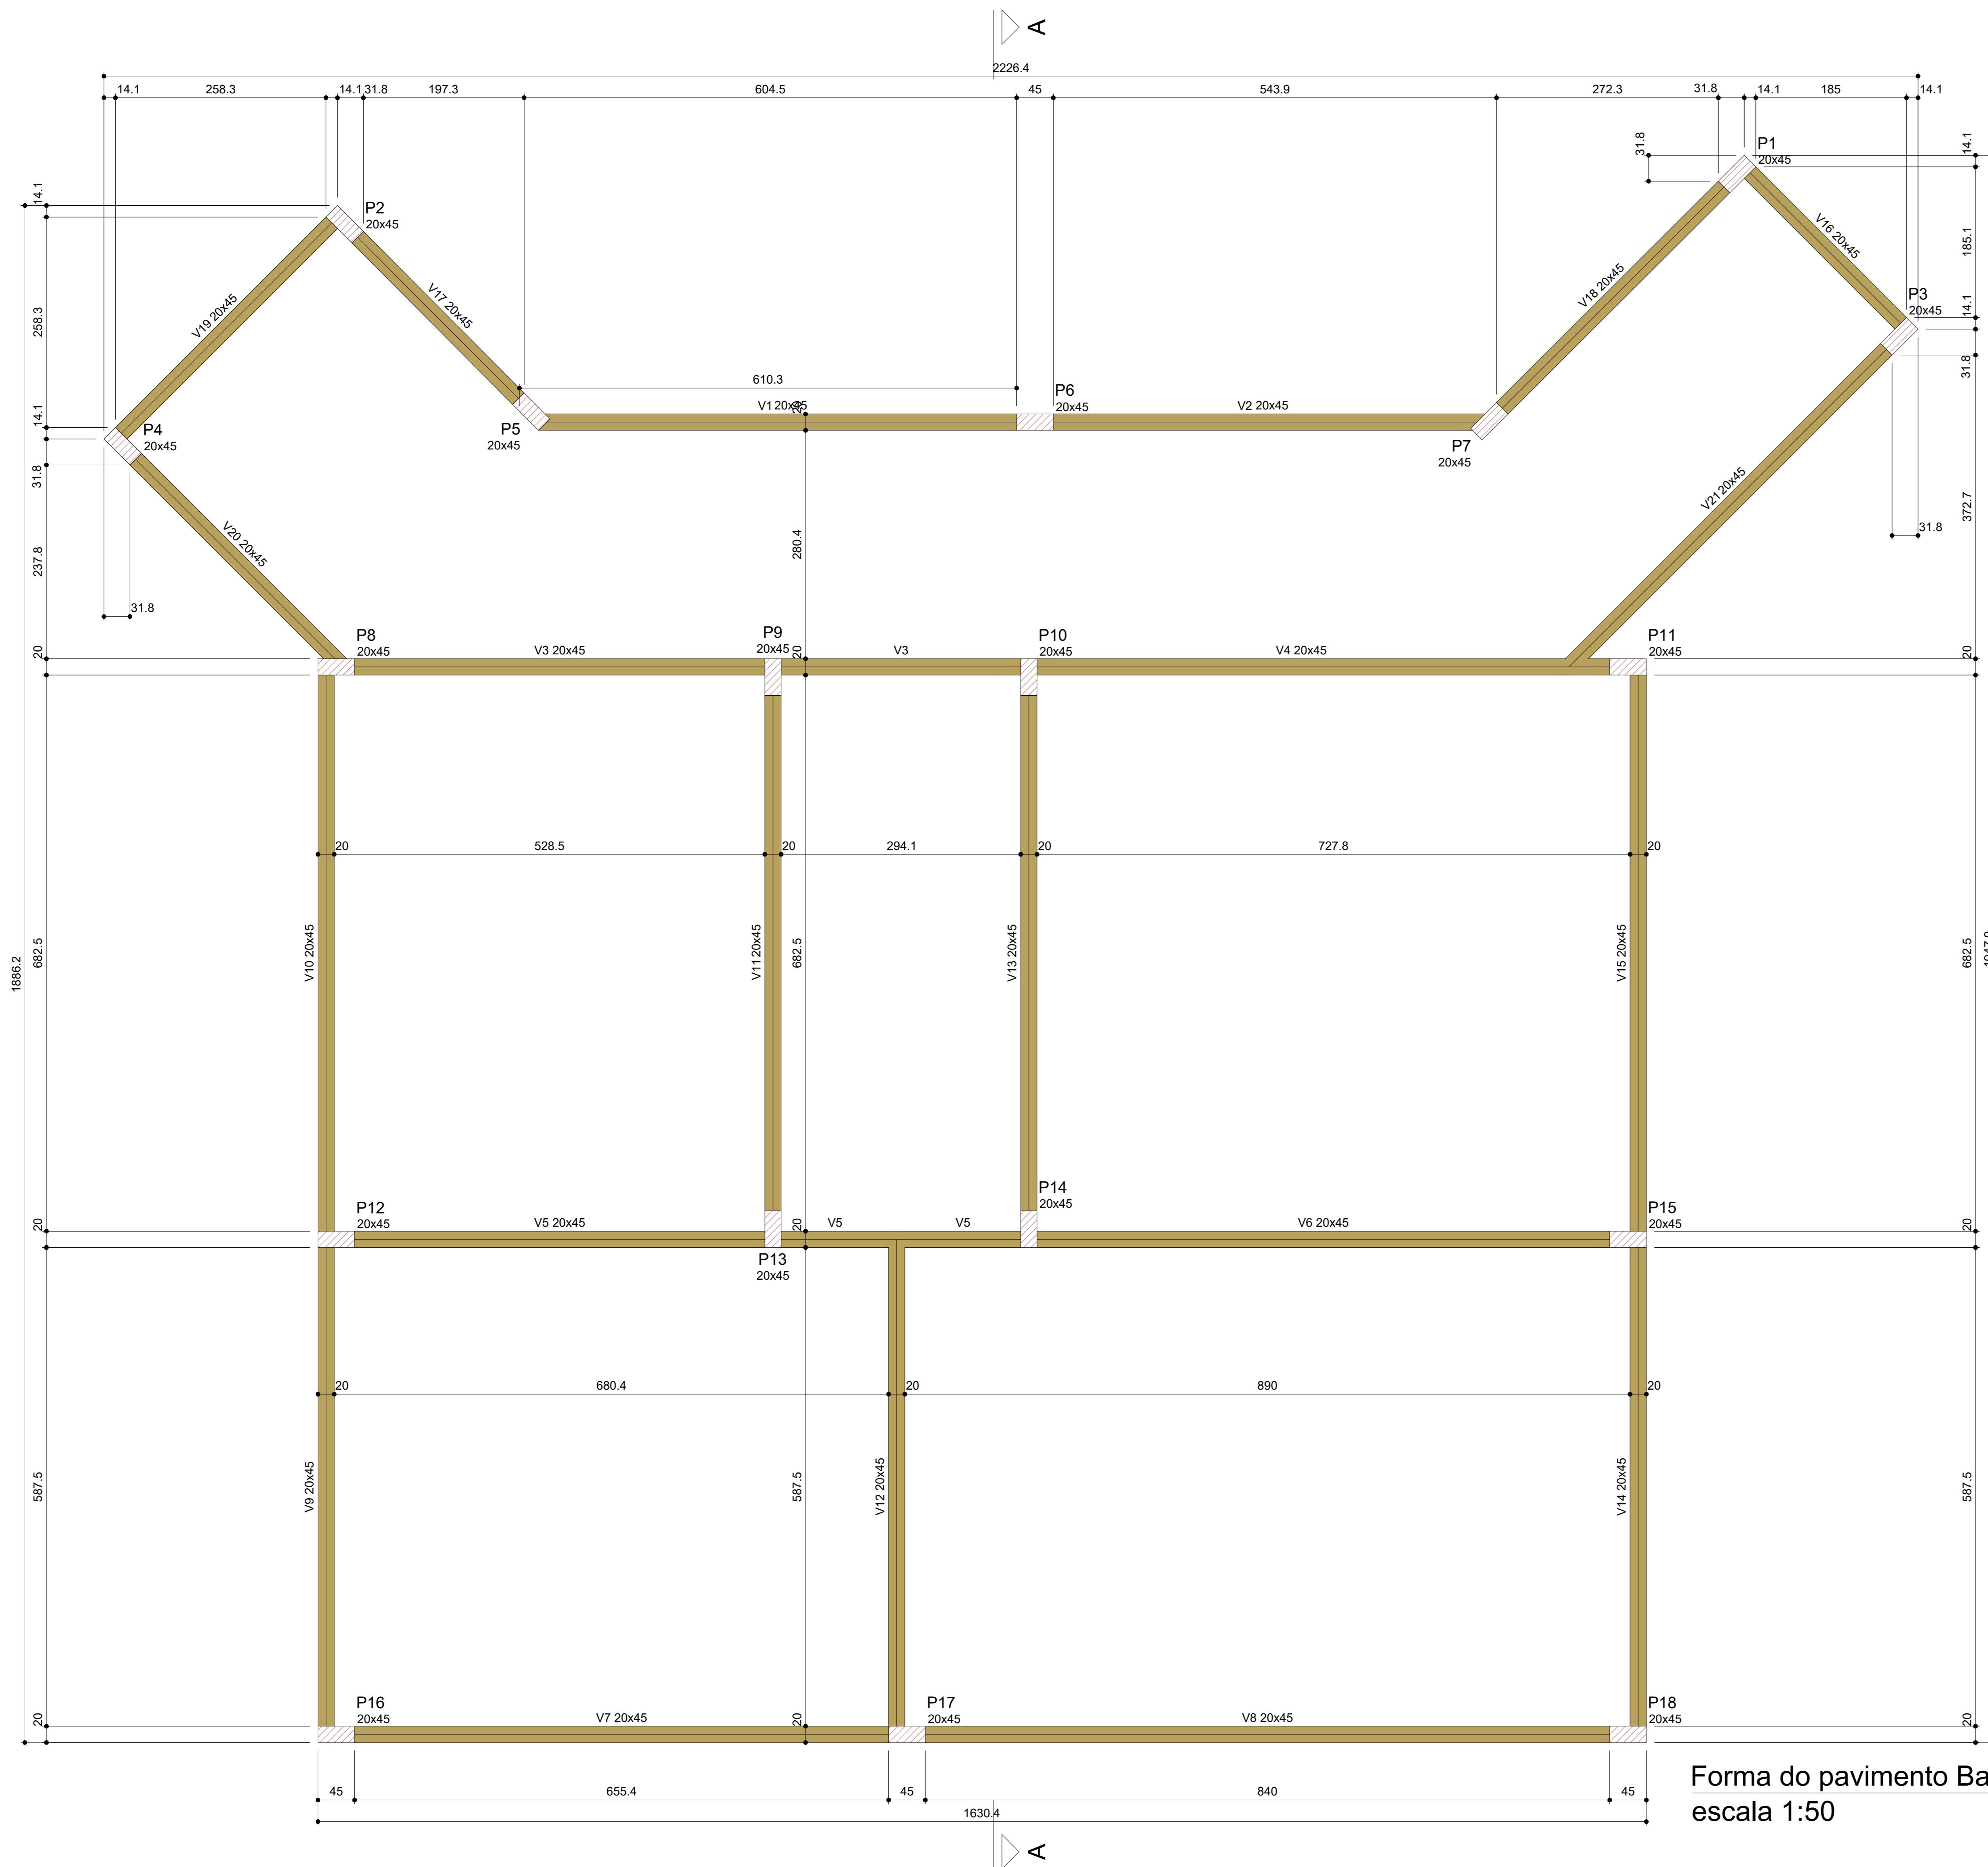 A
2226.4
14.1 258.3 14.1 31.8 197.3 604.5 45 543.9 272.3 31.8 14.1 185 14.1
P1
20x45
31.8
14.1
P2
20x45
14.1
V16 20x45
185.1
V19 20x45
V17 20x45
V18 20x45
258.3
P3
20x45
14.1
31.8
610.3
P6
20x45
V1 20x45
20
V2 20x45
14.1
P4
20x45
P5
20x45
P7
20x45
31.8
V20 20x45
V21 20x45
237.8
280.4
372.7
31.8
31.8
20
P8
20x45
V3 20x45
P9
20x45
20
V3
P10
20x45
V4 20x45
P11
20x45
20
20 528.5 20 294.1 20 727.8 20
1886.2
682.5
V10 20x45
V11 20x45
682.5
V13 20x45
V15 20x45
682.5
20
P12
20x45
V5 20x45
20
V5
V5
P14
20x45
V6 20x45
P15
20x45
20
P13
20x45
20 680.4 20 890 20
587.5
V9 20x45
587.5
V12 20x45
V14 20x45
587.5
20
P16
20x45
V7 20x45
20
P17
20x45
V8 20x45
P18
20x45
20
45 655.4 45 840 45
1630.4
Forma do pavimento Ba
escala 1:50
A